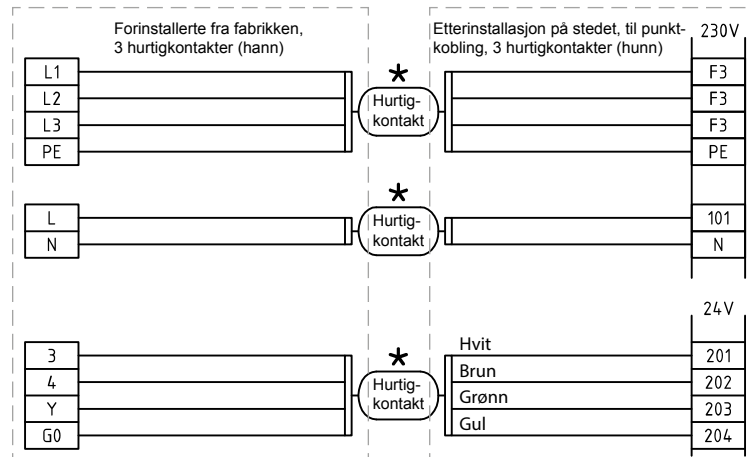 Forinstallerte fra fabrikken,
3 hurtigkontakter (hann)
Etterinstallasjon på stedet, til punkt-
kobling, 3 hurtigkontakter (hunn)
230V
L1
L2
L3
PE
*
Hurtig-
kontakt
F3
F3
F3
PE
L
N
*
Hurtig-
kontakt
101
N
24V
3
4
Y
G0
*
Hurtig-
kontakt
Hvit
Brun
Grønn
Gul
201
202
203
204